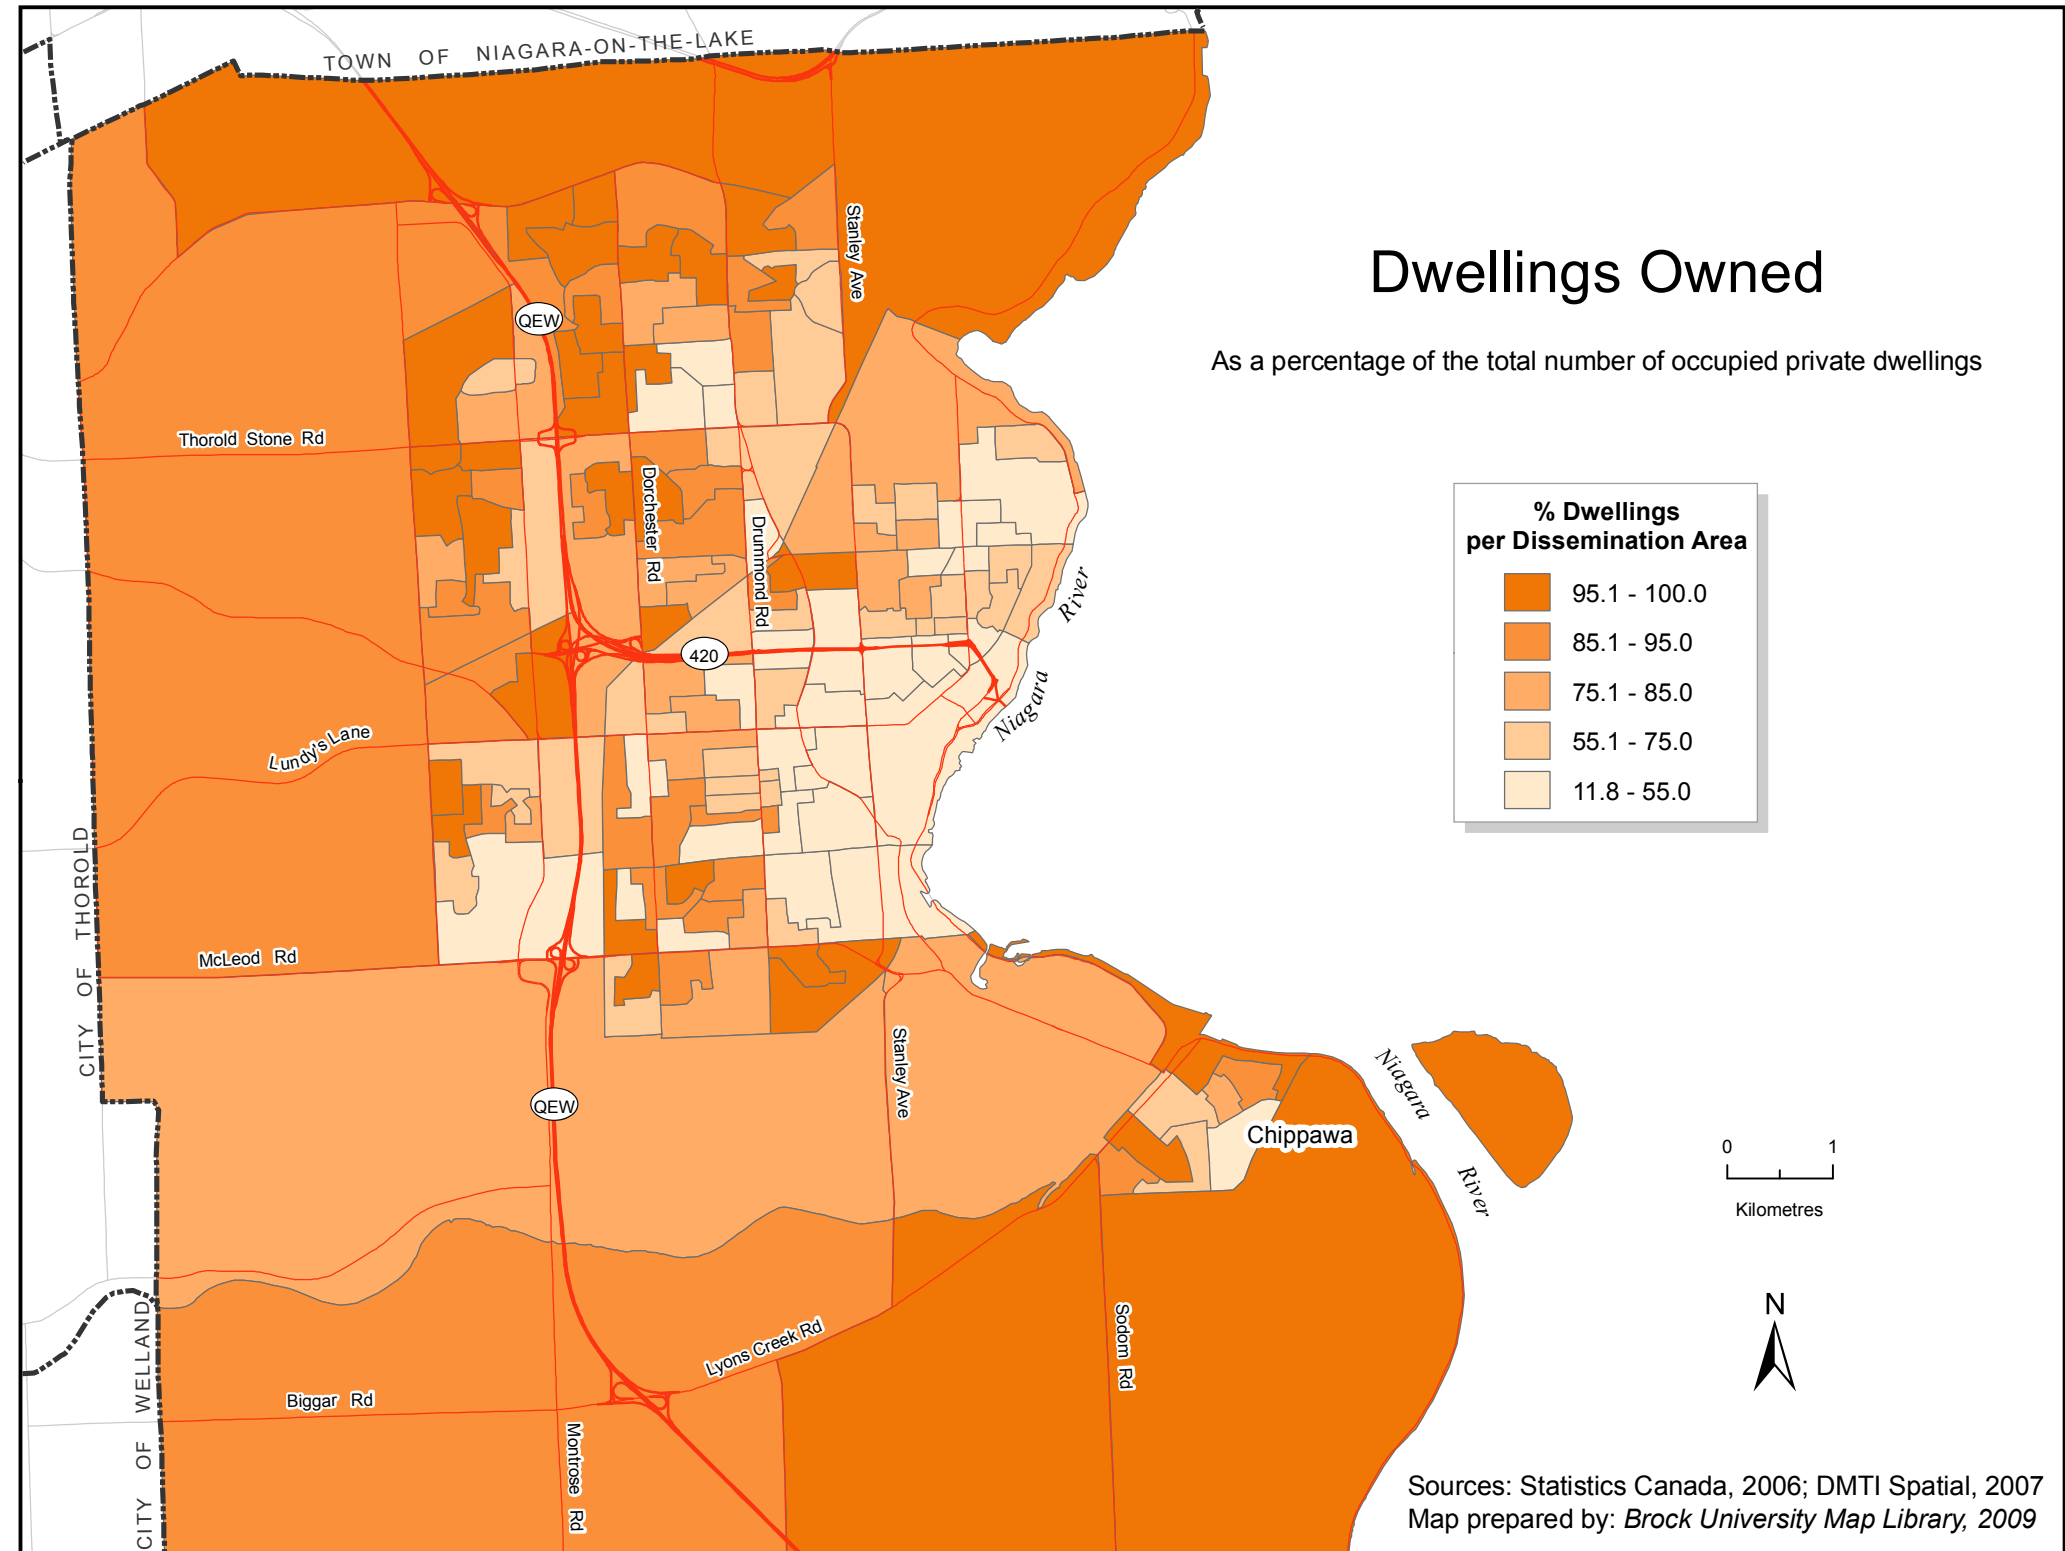 TOWN OF NIAGARA-ON-THE-LAKE
Stanley Ave
Dwellings Owned
As a percentage of the total number of occupied private dwellings
QEW
Thorold Stone Rd
Dorchester Rd
Drummond Rd
% Dwellings
per Dissemination Area
95.1 - 100.0
85.1 - 95.0
75.1 - 85.0
55.1 - 75.0
11.8 - 55.0
Niagara River
420
Lundy's Lane
CITY OF THOROLD
McLeod Rd
Stanley Ave
QEW
Niagara River
Chippawa
0 1
Kilometres
N
CITY OF WELLAND
Lyons Creek Rd
Sodom Rd
Biggar Rd
Montrose Rd
Sources: Statistics Canada, 2006; DMTI Spatial, 2007
Map prepared by: Brock University Map Library, 2009